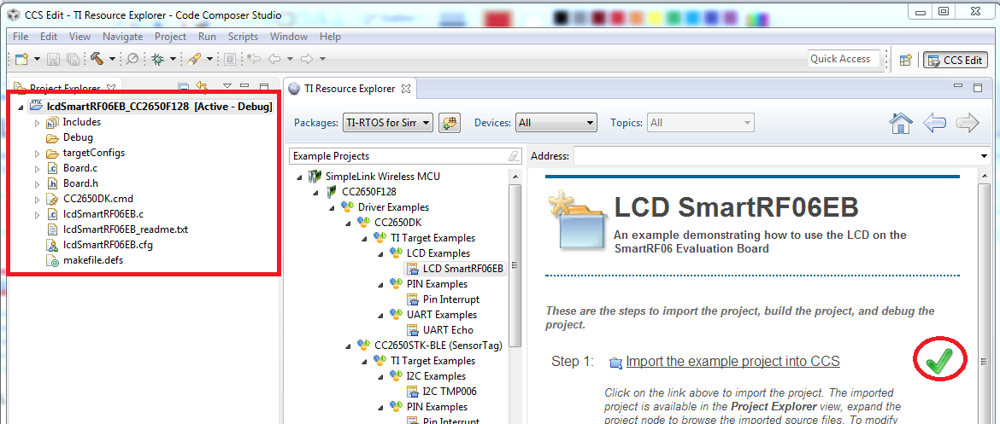 CCS Edit - TI Resource Explorer - Code Composer Studio
File Edit View Navigate Project Run Scripts Window Help
Quick Access
CCS Edit
Project Explorer
TI Resource Explorer
RTSC
lcdSmartRF06EB_CC2650F128 [Active - Debug]
Includes
Debug
targetConfigs
Board.c
Board.h
CC2650DK.cmd
lcdSmartRF06EB.c
lcdSmartRF06EB_readme.txt
lcdSmartRF06EB.cfg
makefile.defs
Packages: TI-RTOS for Sim Devices: All Topics: All
Example Projects
Address:
SimpleLink Wireless MCU
CC2650F128
Driver Examples
CC2650DK
TI Target Examples
LCD Examples
LCD SmartRF06EB
PIN Examples
Pin Interrupt
UART Examples
UART Echo
CC2650STK-BLE (SensorTag)
TI Target Examples
I2C Examples
I2C TMP006
PIN Examples
Pin Interrupt
LCD SmartRF06EB
An example demonstrating how to use the LCD on the
SmartRF06 Evaluation Board
These are the steps to import the project, build the project, and debug the
project.
Step 1: Import the example project into CCS
Click on the link above to import the project. The imported
project is available in the Project Explorer view, expand the
project node to browse the imported source files. To modify